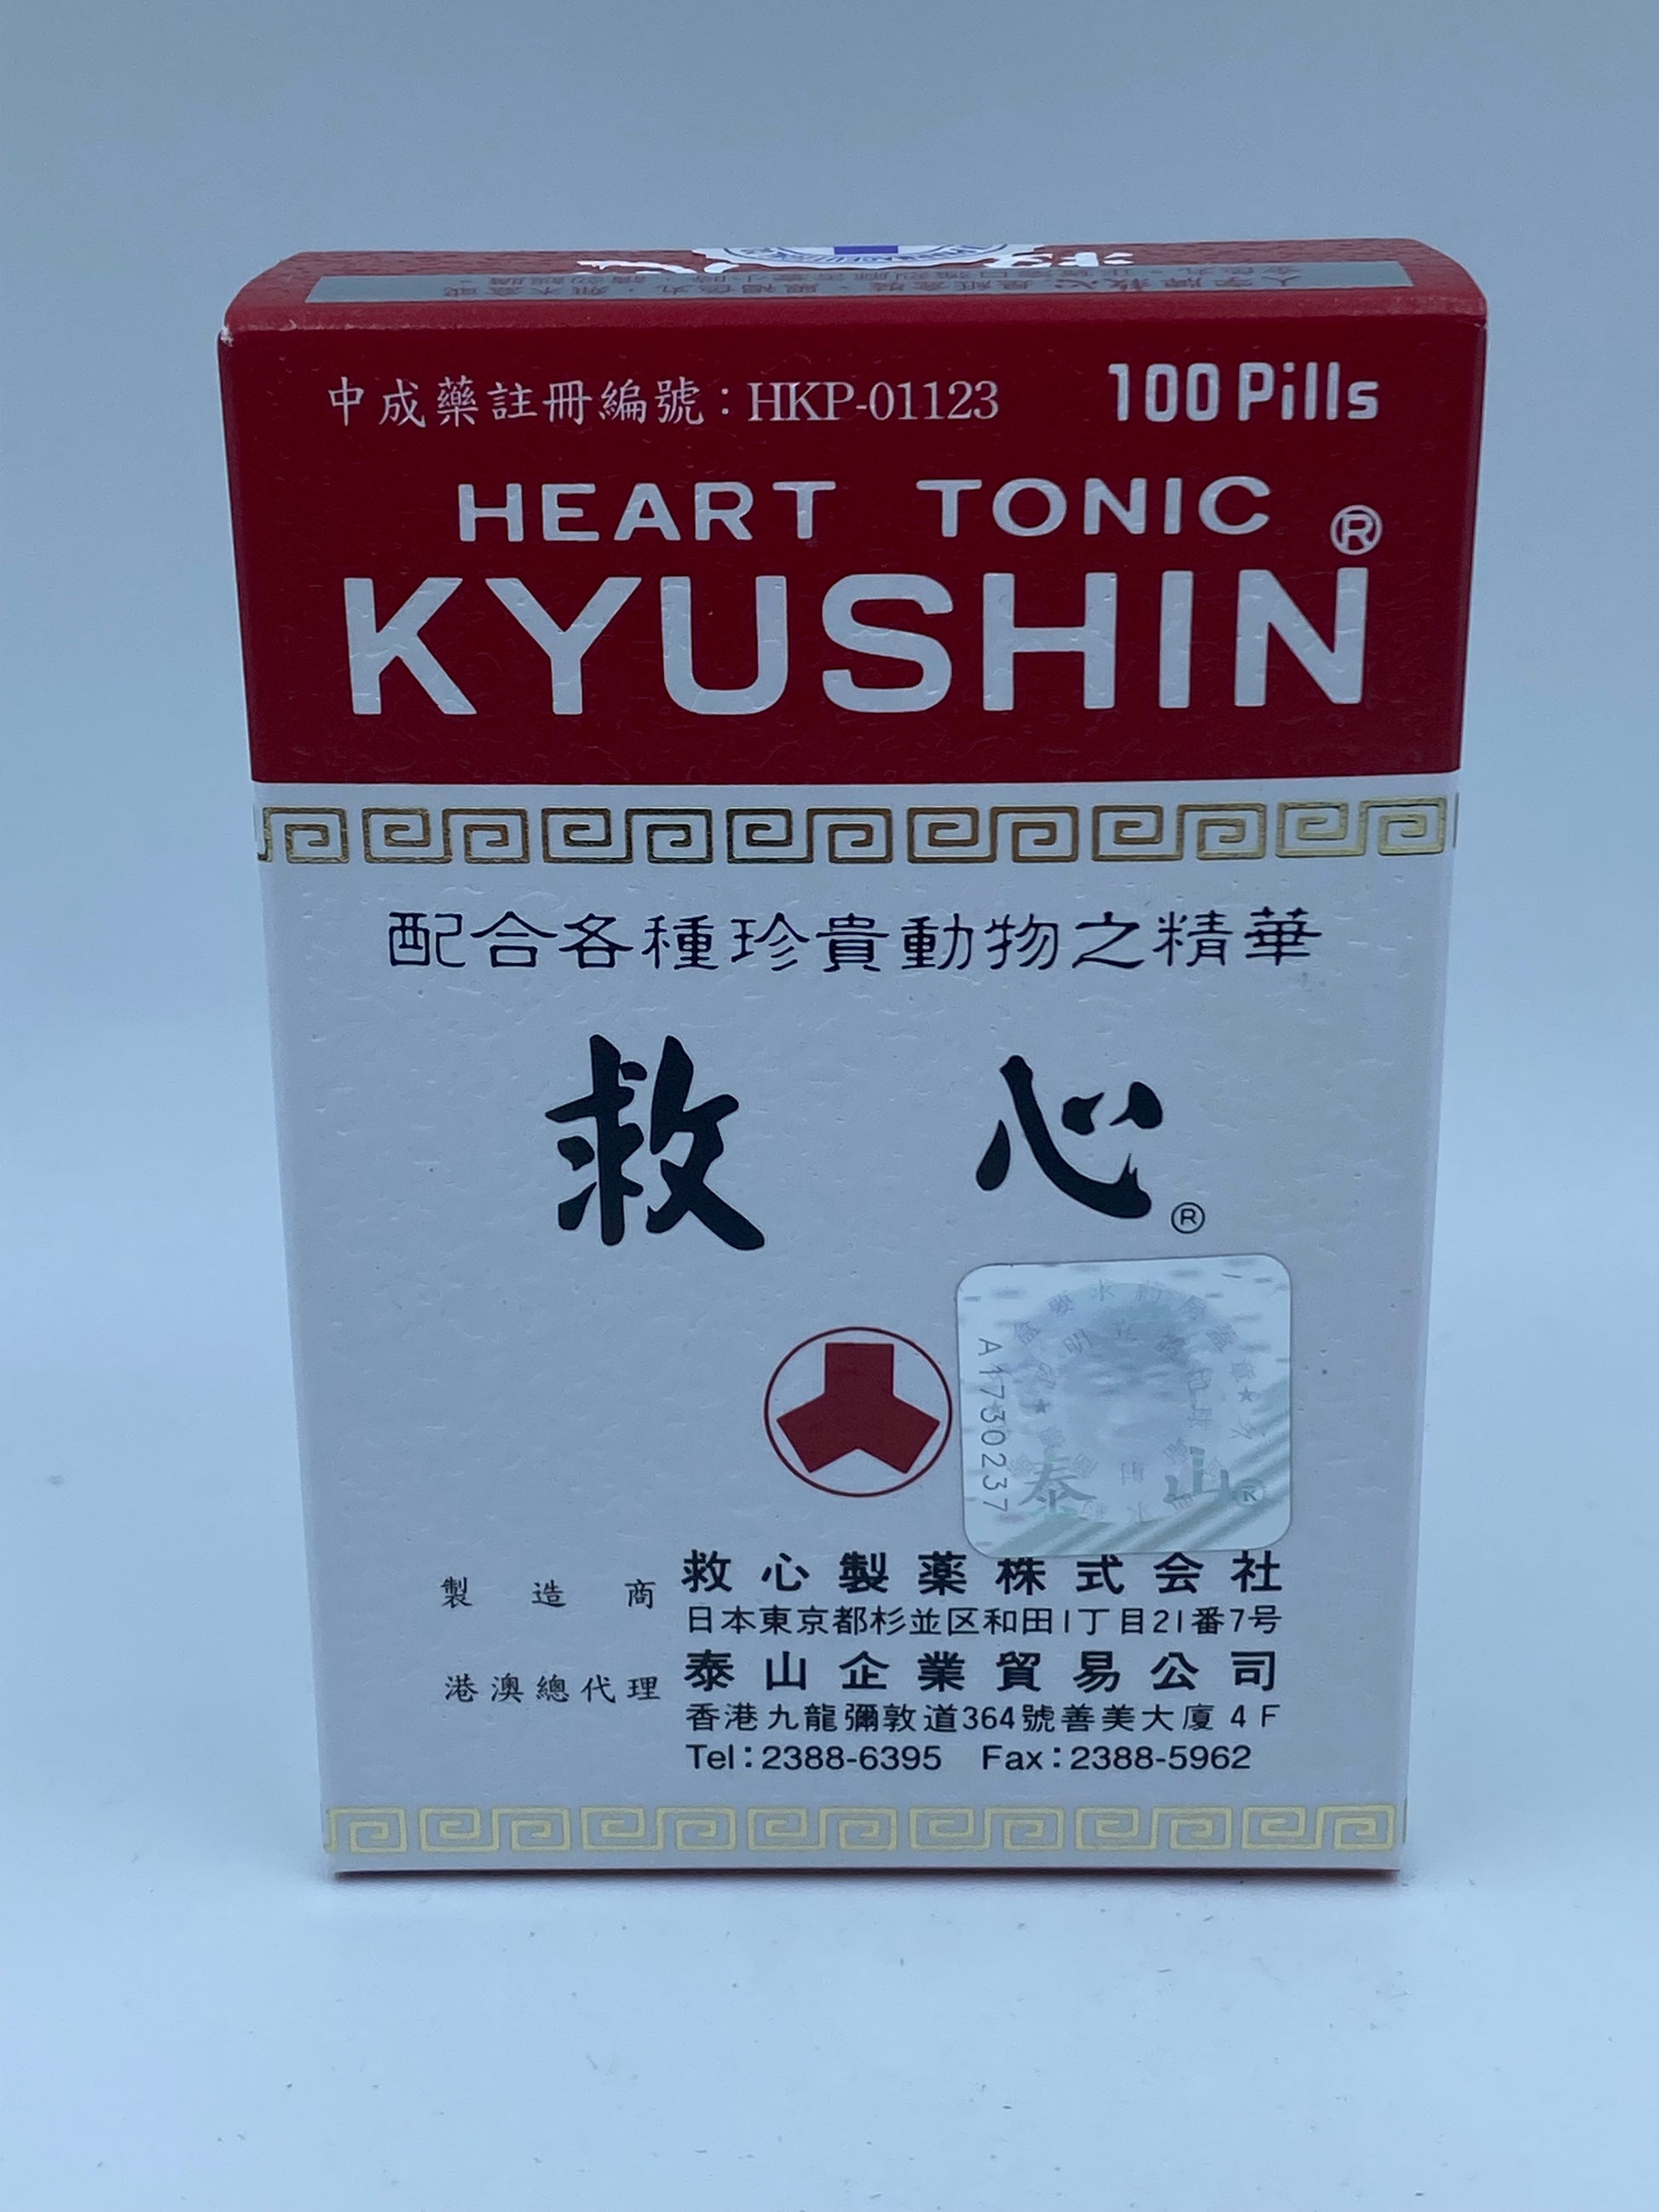 中成藥註冊編號：HKP-01123 100 Pills
HEART TONIC
KYUSHIN®
配合各種珍貴動物之精華
救心®
A1730237
泰山®
製造商 救心製薬株式会社
日本東京都杉並区和田1丁目21番7号
港澳總代理 泰山企業貿易公司
香港九龍彌敦道364號善美大廈 4 F
Tel：2388-6395 Fax：2388-5962